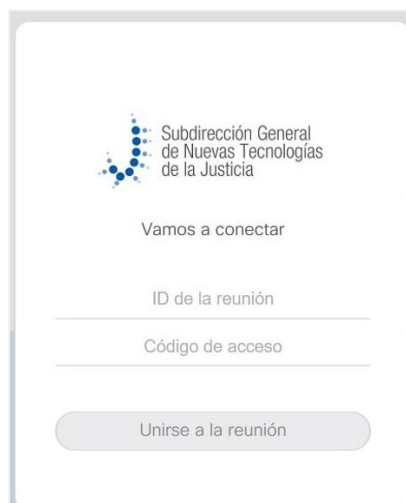 Subdirección General
de Nuevas Tecnologías
de la Justicia
Vamos a conectar
ID de la reunión
Código de acceso
Unirse a la reunión